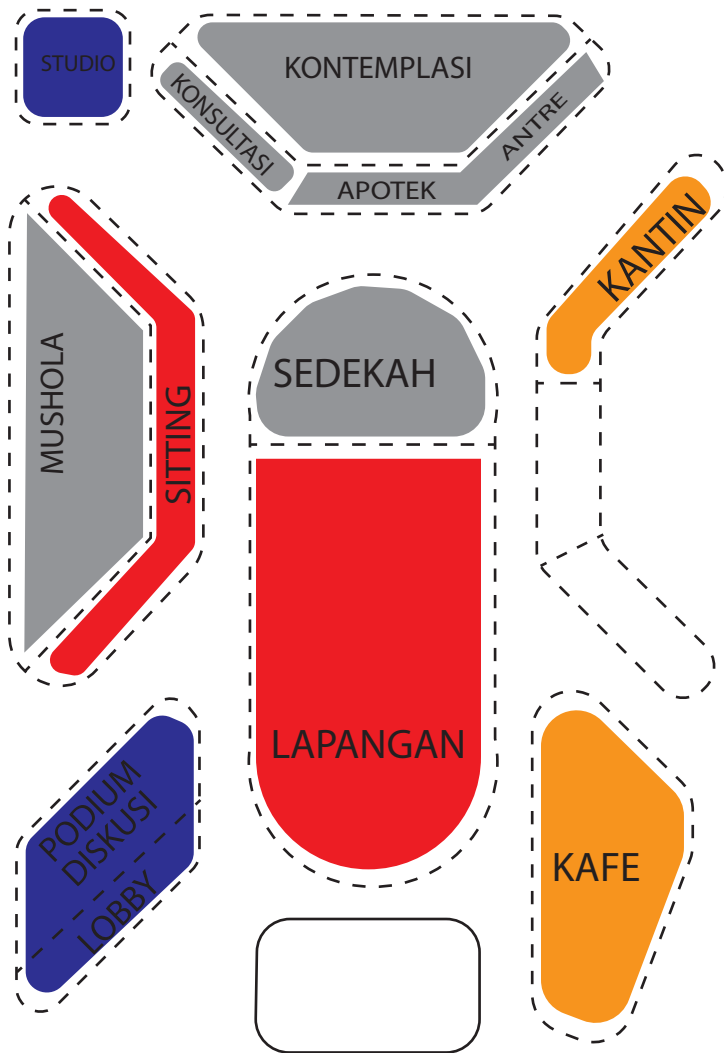 STUDIO
KONTEMPLASI
KONSULTASI
ANTRE
APOTEK
KANTIN
MUSHOLA
SITTING
SEDEKAH
LAPANGAN
PODIUM
DISKUSI
LOBBY
KAFE